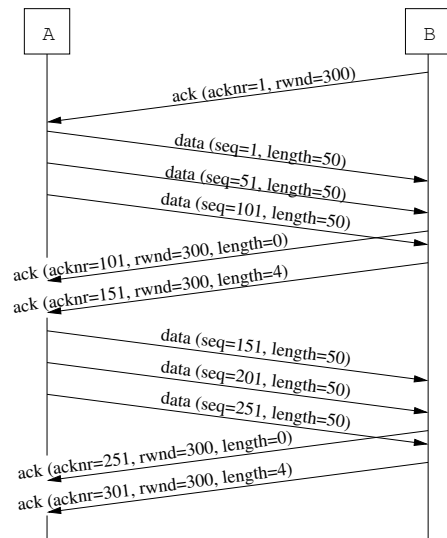 A
B
ack (acknr=1, rwnd=300)
data (seq=1, length=50)
data (seq=51, length=50)
data (seq=101, length=50)
ack (acknr=101, rwnd=300, length=0)
ack (acknr=151, rwnd=300, length=4)
data (seq=151, length=50)
data (seq=201, length=50)
data (seq=251, length=50)
ack (acknr=251, rwnd=300, length=0)
ack (acknr=301, rwnd=300, length=4)